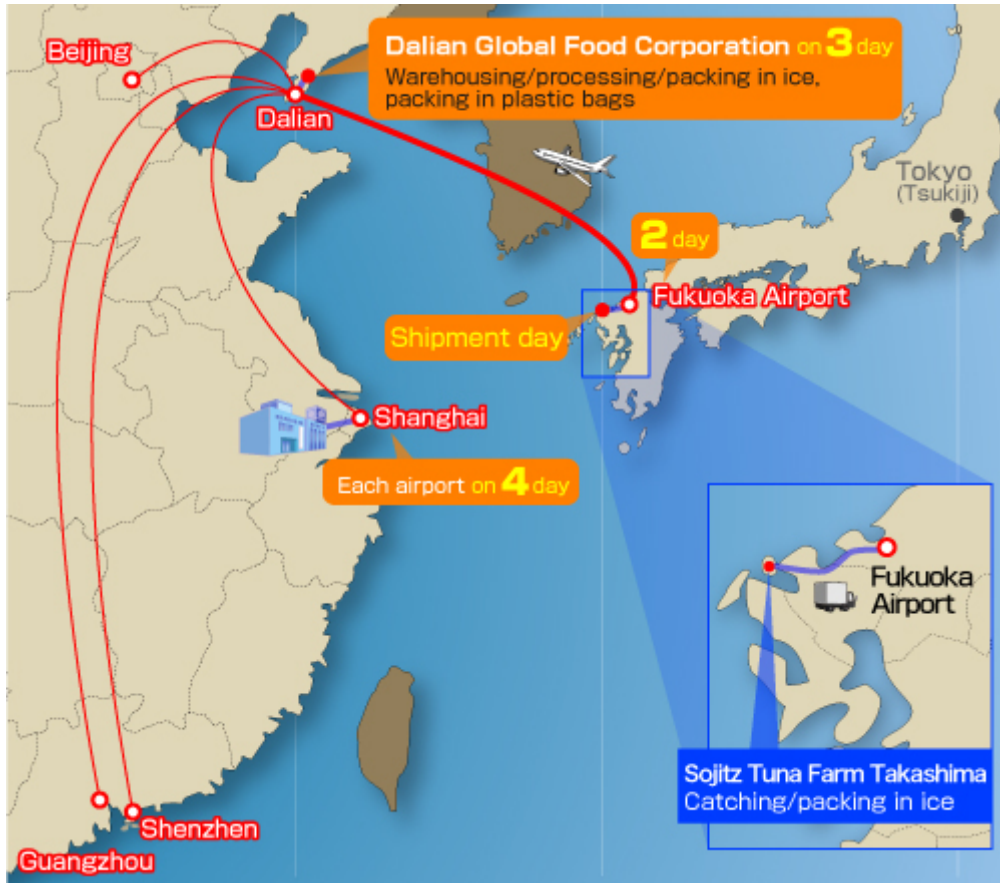 Beijing
Dalian Global Food Corporation on 3 day
Warehousing/processing/packing in ice,
packing in plastic bags
Dalian
Tokyo
(Tsukiji)
2 day
Fukuoka Airport
Shipment day
Shanghai
Each airport on 4 day
Fukuoka
Airport
Sojitz Tuna Farm Takashima
Catching/packing in ice
Shenzhen
Guangzhou